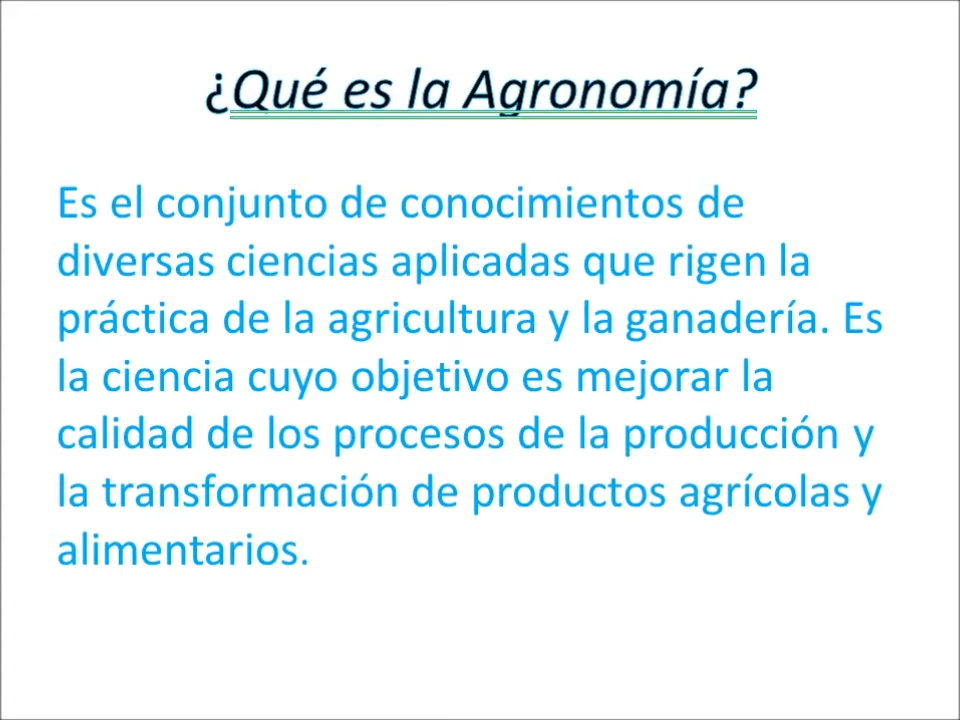 ¿Qué es la Agronomía?
Es el conjunto de conocimientos de
diversas ciencias aplicadas que rigen la
práctica de la agricultura y la ganadería. Es
la ciencia cuyo objetivo es mejorar la
calidad de los procesos de la producción y
la transformación de productos agrícolas y
alimentarios.